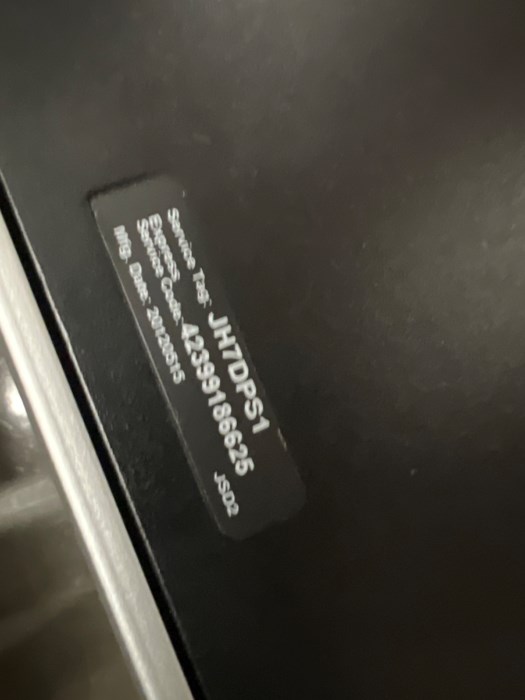 Service Tag: JH7DPS1
Express
Service Code: 42399186625
Mfg. Date: 20120515
JSD2